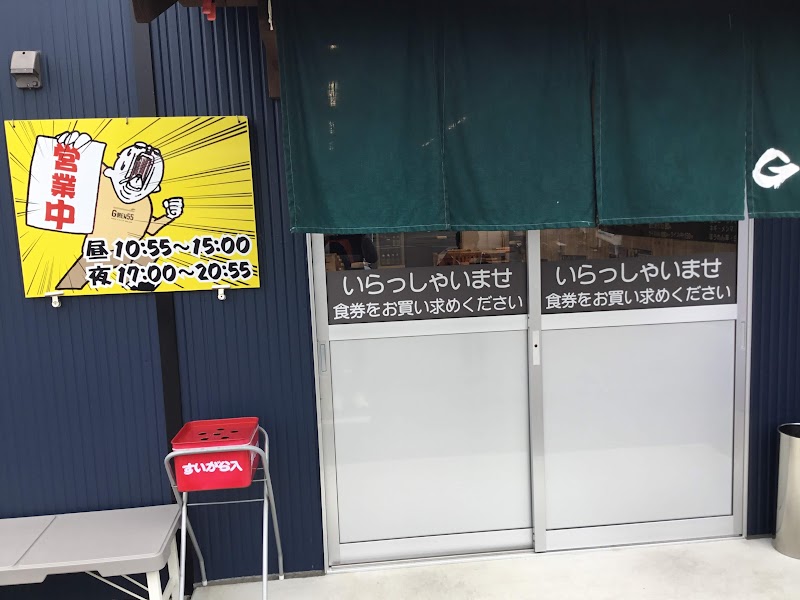 営業中
GMEN55
昼 10:55〜15:00
夜 17:00〜20:55
いらっしゃいませ
食券をお買い求めください
いらっしゃいませ
食券をお買い求めください
G
すいがら入